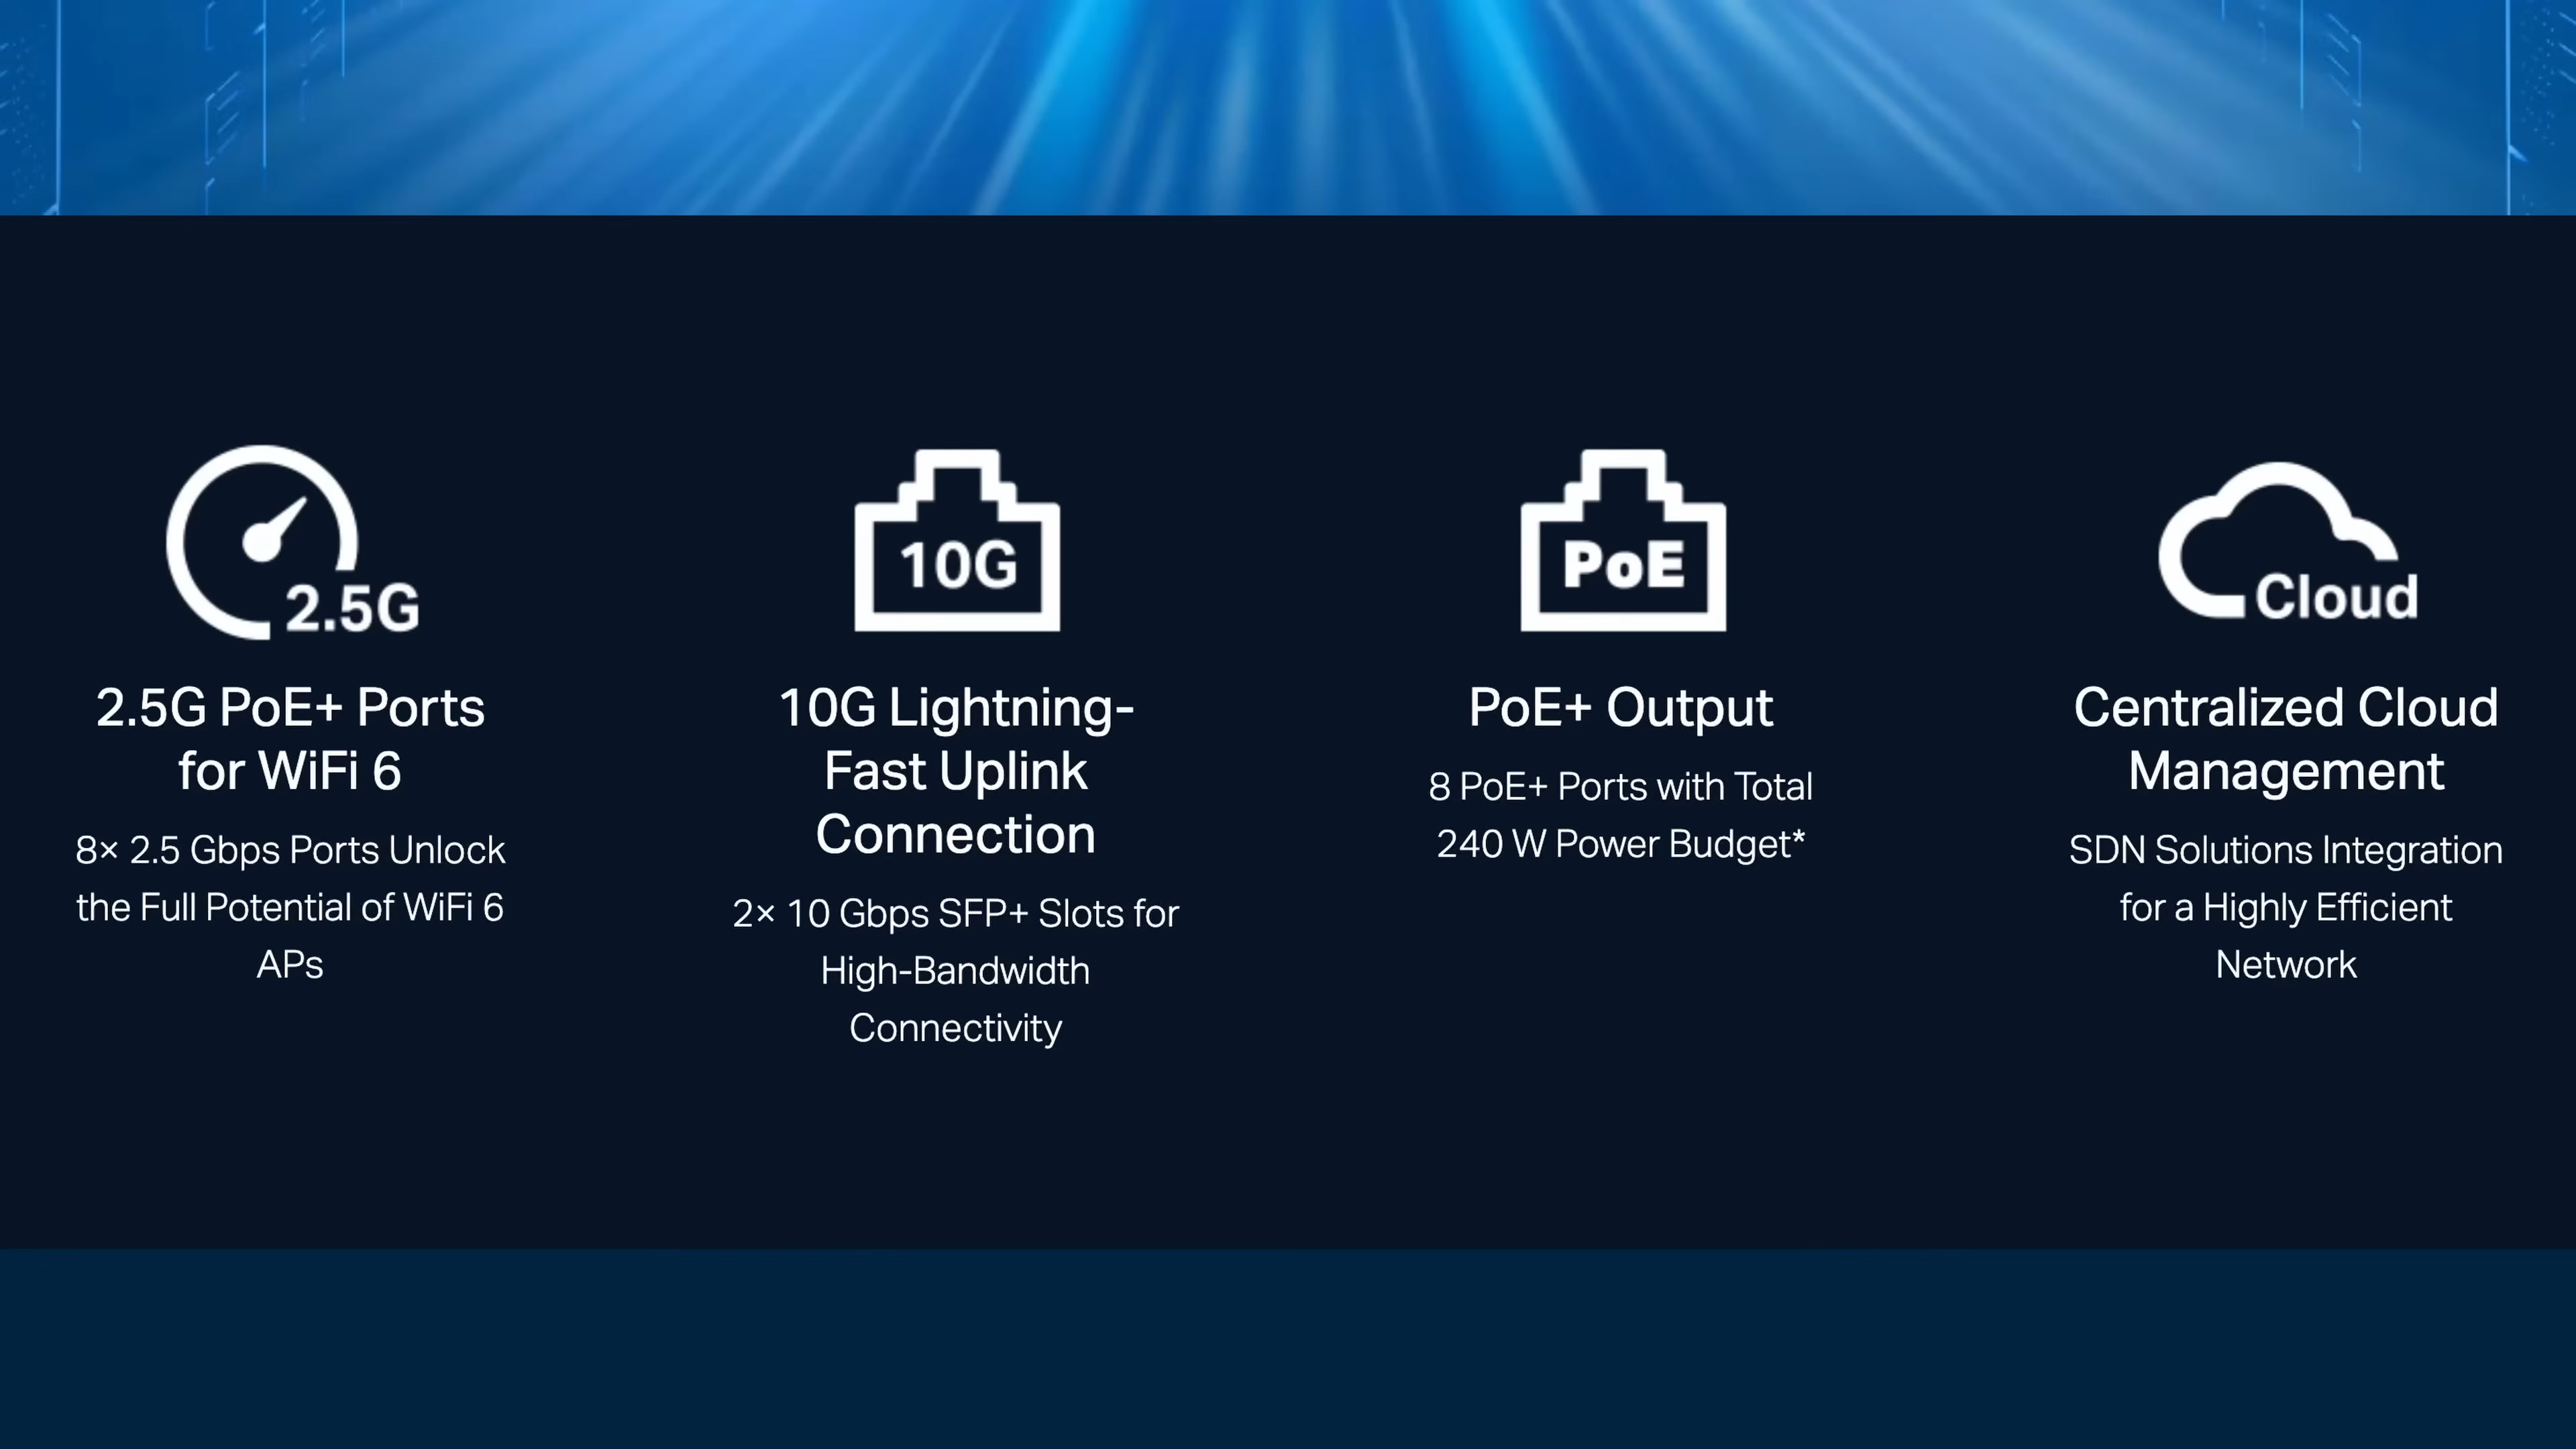 2.5G
2.5G PoE+ Ports
for WiFi 6
8× 2.5 Gbps Ports Unlock
the Full Potential of WiFi 6
APs
10G
10G Lightning-
Fast Uplink
Connection
2× 10 Gbps SFP+ Slots for
High-Bandwidth
Connectivity
PoE
PoE+ Output
8 PoE+ Ports with Total
240 W Power Budget*
Cloud
Centralized Cloud
Management
SDN Solutions Integration
for a Highly Efficient
Network